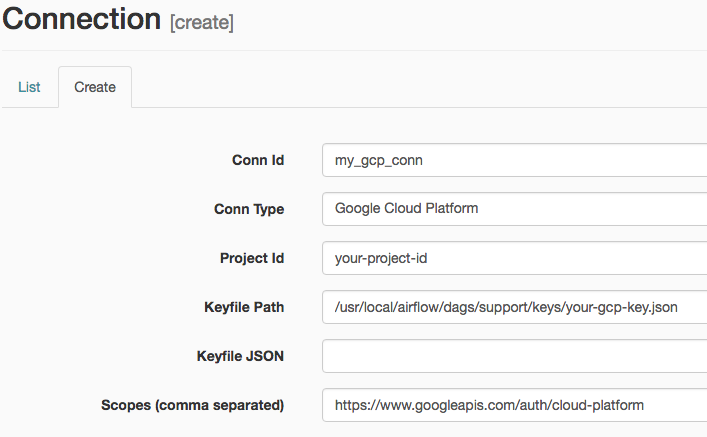 Connection [create]
List Create
Conn Id my_gcp_conn
Conn Type Google Cloud Platform
Project Id your-project-id
Keyfile Path /usr/local/airflow/dags/support/keys/your-gcp-key.json
Keyfile JSON
Scopes (comma separated) https://www.googleapis.com/auth/cloud-platform